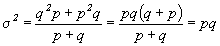 σ² = (q²p + p²q)/(p + q) = pq(q + p)/(p + q) = pq